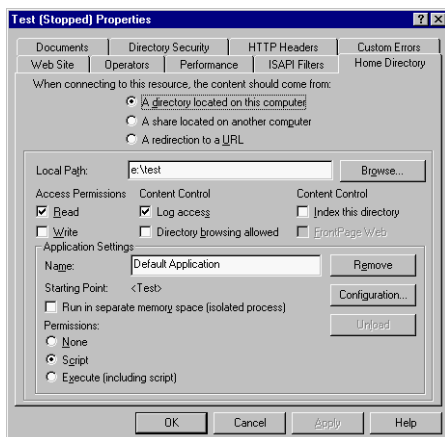 Test (Stopped) Properties
Documents Directory Security HTTP Headers Custom Errors
Web Site Operators Performance ISAPI Filters Home Directory
When connecting to this resource, the content should come from:
A directory located on this computer
A share located on another computer
A redirection to a URL
Local Path: e:\test Browse...
Access Permissions Content Control Content Control
Read Log access Index this directory
Write Directory browsing allowed FrontPage Web
Application Settings
Name: Default Application Remove
Starting Point: <Test> Configuration...
Run in separate memory space (isolated process)
Permissions: Unload
None
Script
Execute (including script)
OK Cancel Apply Help